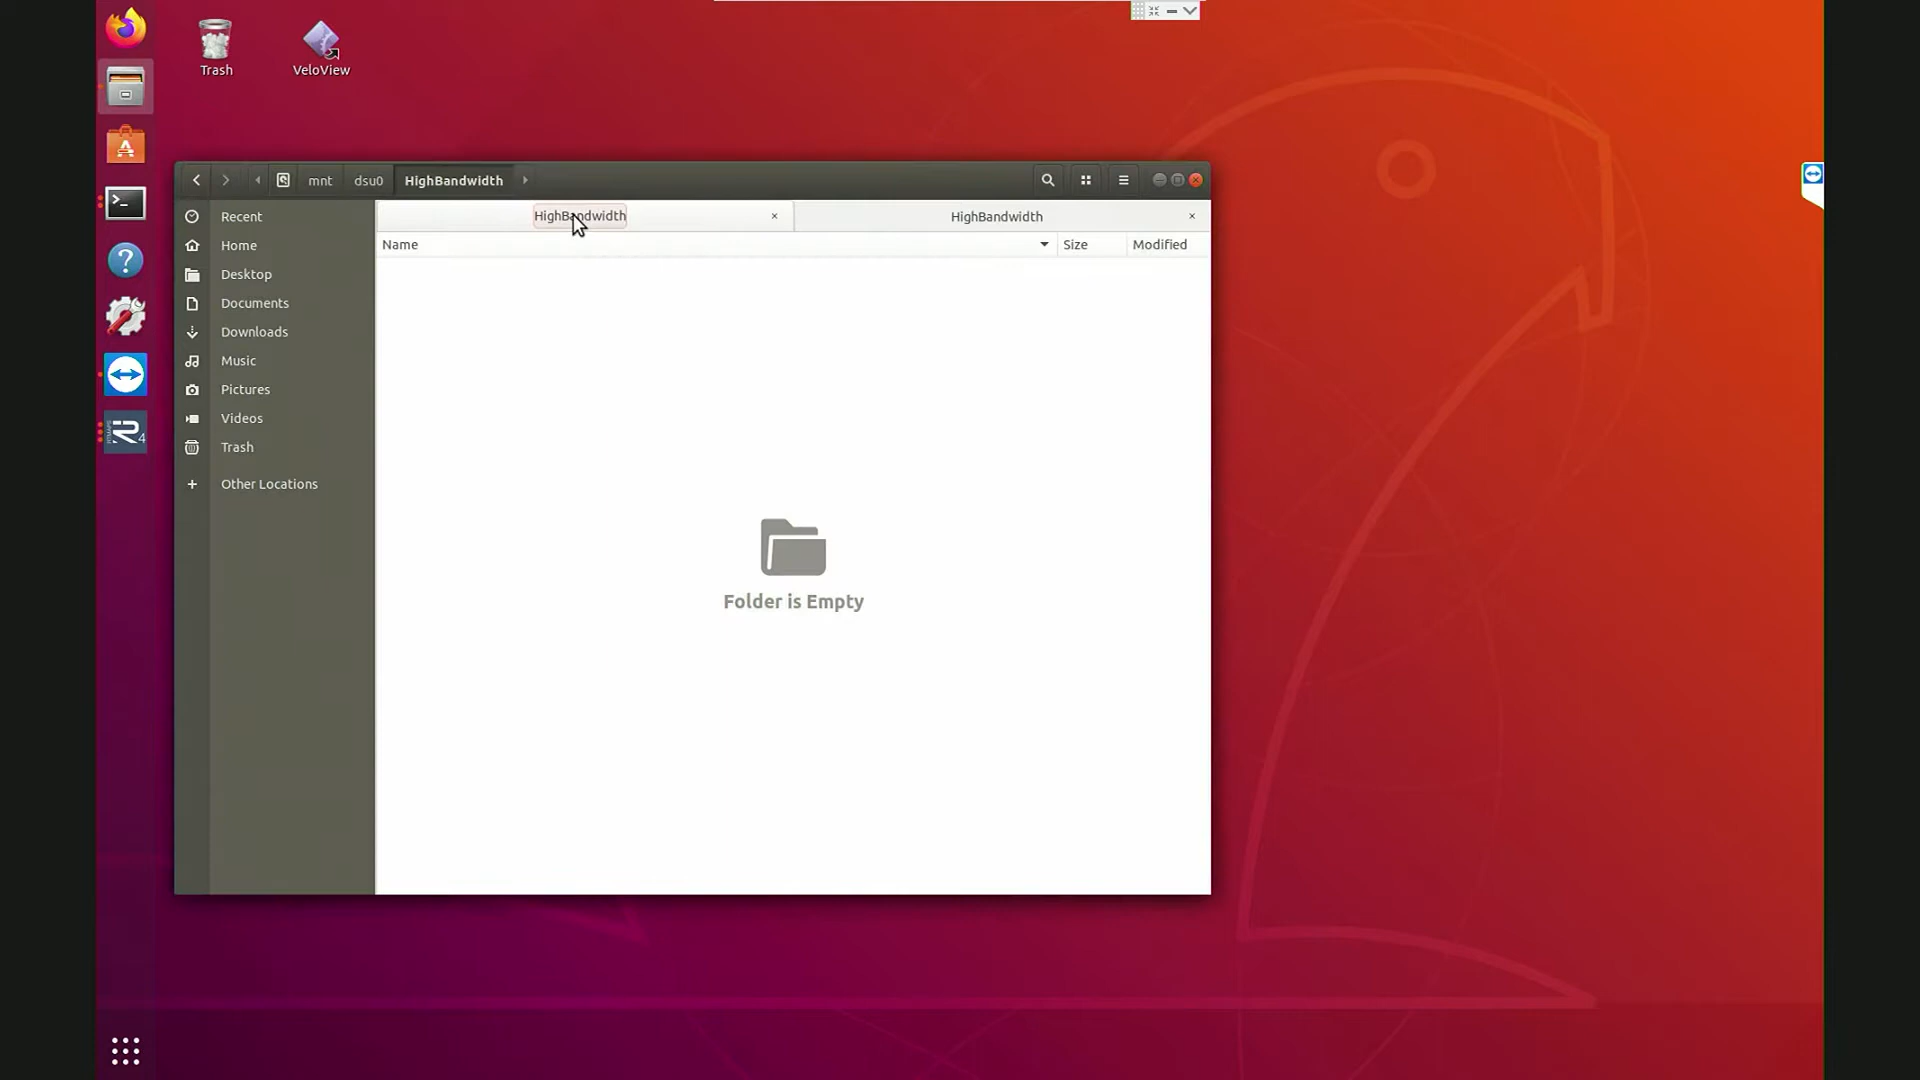 Trash
VeloView
mnt
dsu0
HighBandwidth
Recent
Home
Desktop
Documents
Downloads
Music
Pictures
Videos
Trash
Other Locations
HighBandwidth
HighBandwidth
Name
Size
Modified
Folder is Empty